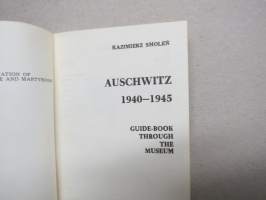 ATION OF
E AND MARTYRDOM
KAZIMIERZ SMOLEŃ
AUSCHWITZ
1940—1945
GUIDE-BOOK
THROUGH
THE
MUSEUM